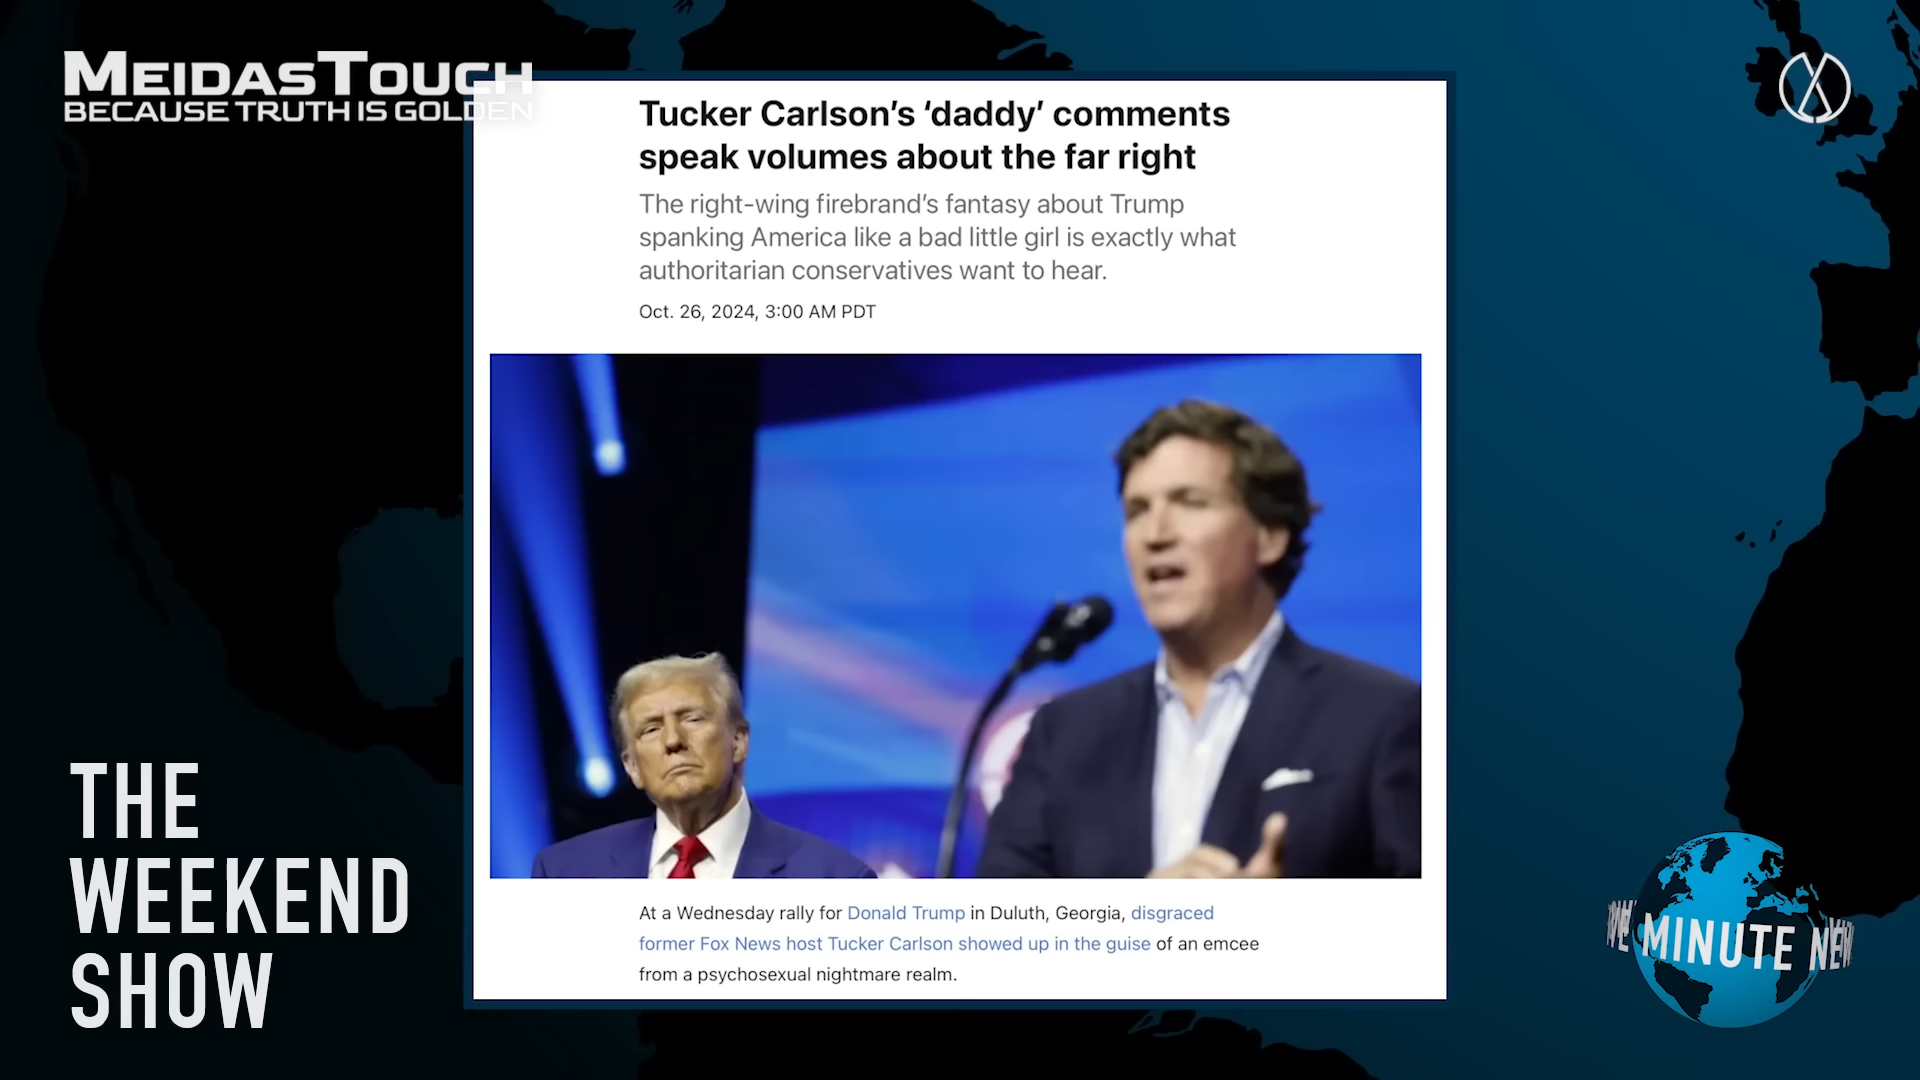 MEIDASTOUCH
BECAUSE TRUTH IS GOLDEN
Tucker Carlson's ‘daddy’ comments
speak volumes about the far right
The right-wing firebrand's fantasy about Trump
spanking America like a bad little girl is exactly what
authoritarian conservatives want to hear.
Oct. 26, 2024, 3:00 AM PDT
At a Wednesday rally for Donald Trump in Duluth, Georgia, disgraced
former Fox News host Tucker Carlson showed up in the guise of an emcee
from a psychosexual nightmare realm.
THE
WEEKEND
SHOW
MINUTE